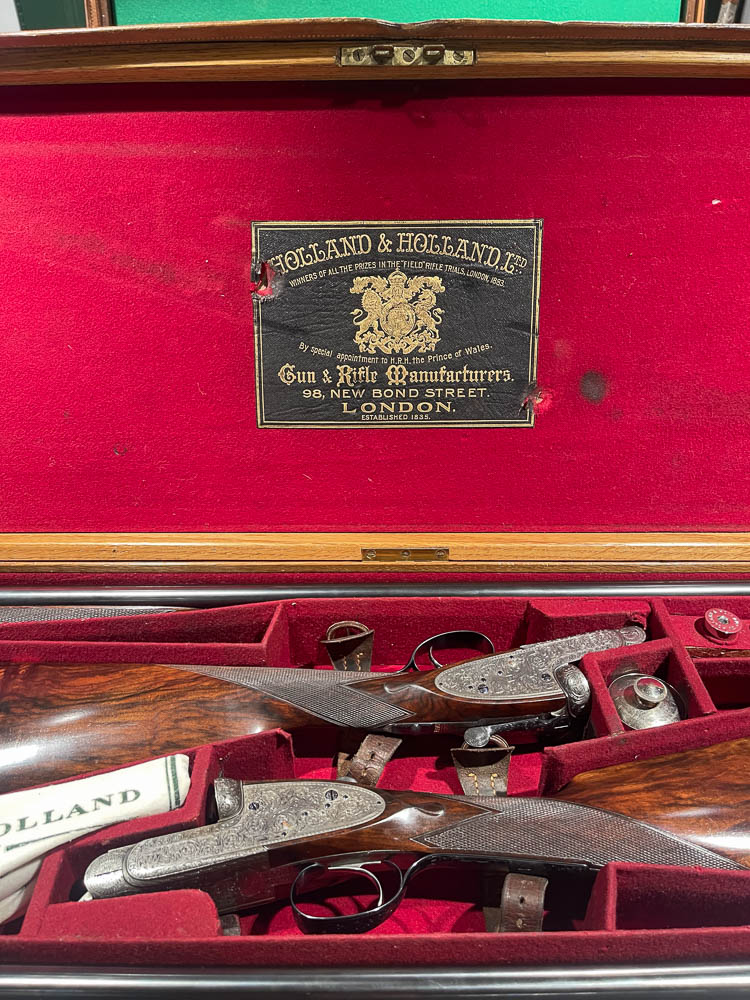 HOLLAND & HOLLAND, LTD
WINNERS OF ALL THE PRIZES IN THE "FIELD" RIFLE TRIALS, LONDON, 1883.
By special appointment to H.R.H. the Prince of Wales.
Gun & Rifle Manufacturers.
98, NEW BOND STREET.
LONDON.
ESTABLISHED 1835.
OLLAND